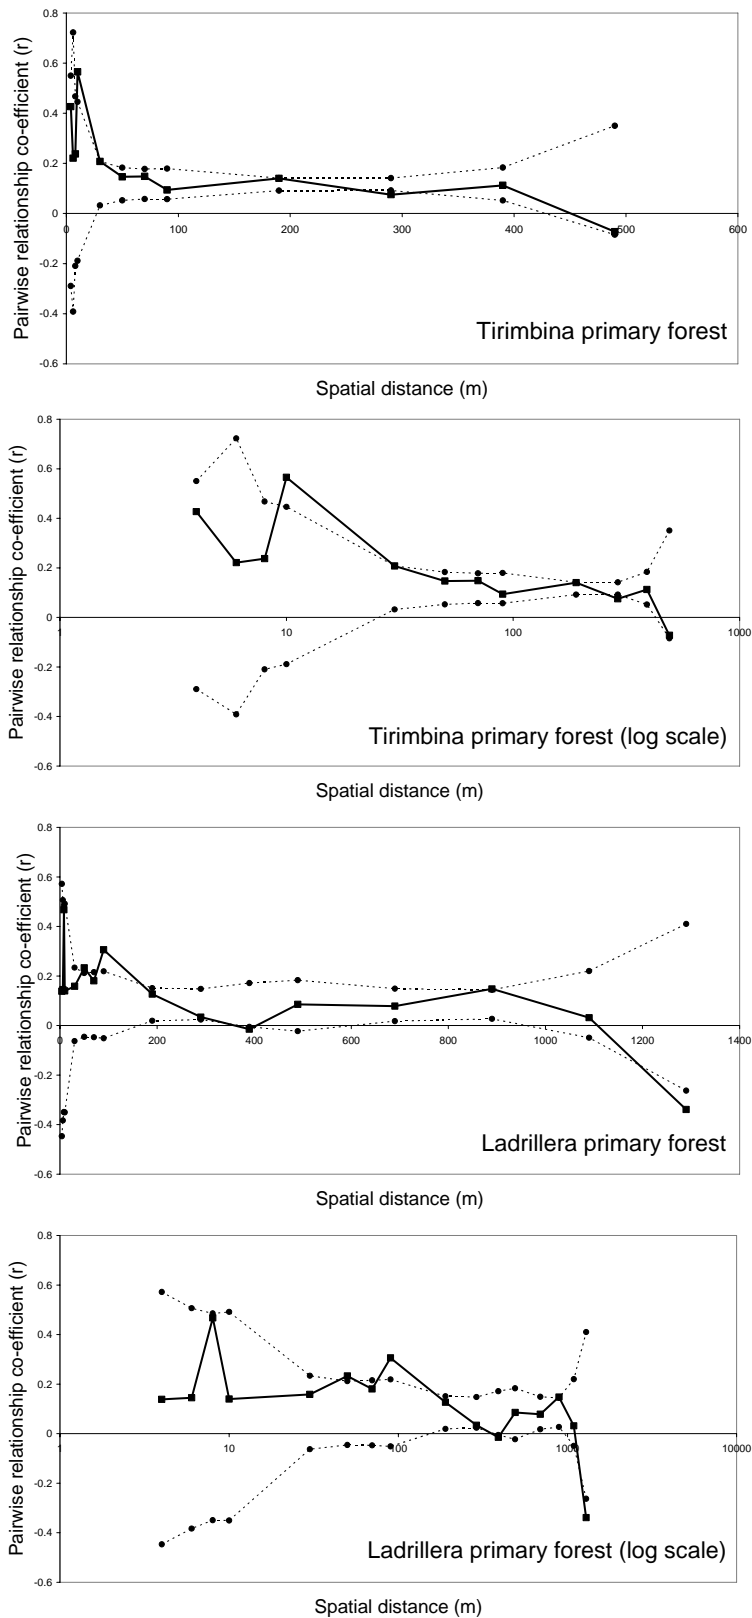 Pairwise relationship co-efficient (r)
0.8
0.6
0.4
0.2
0
-0.2
-0.4
-0.6
0 100 200 300 400 500 600
Tirimbina primary forest
Spatial distance (m)
Pairwise relationship co-efficient (r)
0.8
0.6
0.4
0.2
0
-0.2
-0.4
-0.6
1 10 100 1000
Tirimbina primary forest (log scale)
Spatial distance (m)
Pairwise relationship co-efficient (r)
0.8
0.6
0.4
0.2
0
-0.2
-0.4
-0.6
0 200 400 600 800 1000 1200 1400
Ladrillera primary forest
Spatial distance (m)
Pairwise relationship co-efficient (r)
0.8
0.6
0.4
0.2
0
-0.2
-0.4
-0.6
1 10 100 1000 10000
Ladrillera primary forest (log scale)
Spatial distance (m)